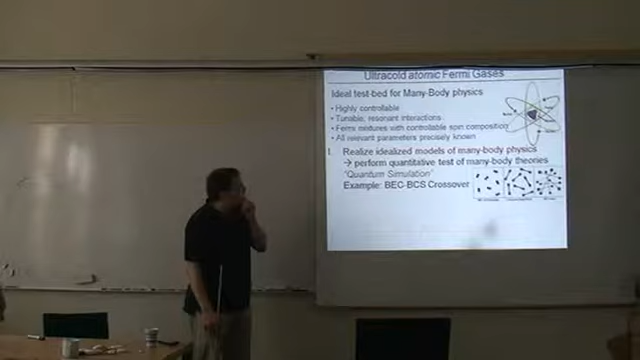 Ultracold atomic Fermi Gases
Ideal test-bed for Many-Body physics
• Highly controllable
• Tunable, resonant interactions
• Fermi mixtures with controllable spin composition
• All relevant parameters precisely known
I. Realize idealized models of many-body physics
→ perform quantitative test of many-body theories
"Quantum Simulation"
Example: BEC-BCS Crossover